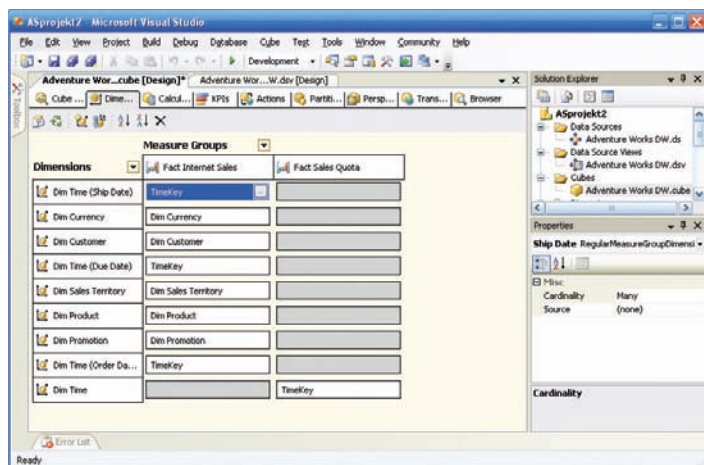 ASprojekt2 - Microsoft Visual Studio
File Edit View Project Build Debug Database Cube Test Tools Window Community Help
Development
Adventure Wor...cube [Design]* Adventure Wor...W.dsv [Design]
Cube ... Dime... Calcul... KPIs Actions Partiti... Persp... Trans... Browser
Toolbox
Measure Groups
Dimensions Fact Internet Sales Fact Sales Quota
Dim Time (Ship Date) TimeKey
Dim Currency Dim Currency
Dim Customer Dim Customer
Dim Time (Due Date) TimeKey
Dim Sales Territory Dim Sales Territory
Dim Product Dim Product
Dim Promotion Dim Promotion
Dim Time (Order Da... TimeKey
Dim Time TimeKey
Solution Explorer
ASprojekt2
Data Sources
Adventure Works DW.ds
Data Source Views
Adventure Works DW.dsv
Cubes
Adventure Works DW.cube
Properties
Ship Date RegularMeasureGroupDimensi
Misc
Cardinality Many
Source (none)
Cardinality
Error List
Ready